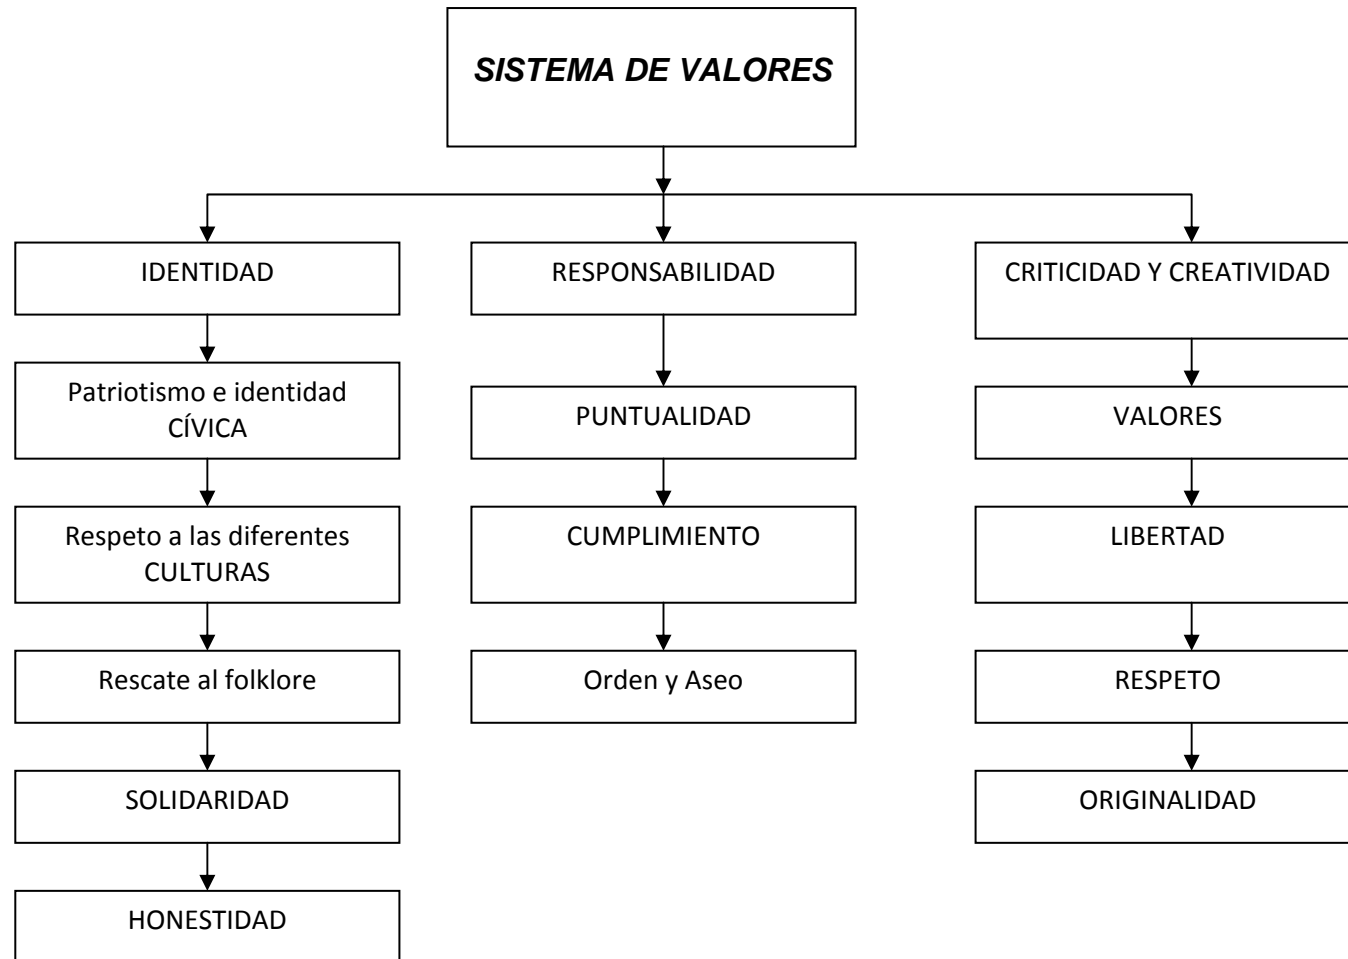 SISTEMA DE VALORES
IDENTIDAD
Patriotismo e identidad
CÍVICA
Respeto a las diferentes
CULTURAS
Rescate al folklore
SOLIDARIDAD
HONESTIDAD
RESPONSABILIDAD
PUNTUALIDAD
CUMPLIMIENTO
Orden y Aseo
CRITICIDAD Y CREATIVIDAD
VALORES
LIBERTAD
RESPETO
ORIGINALIDAD